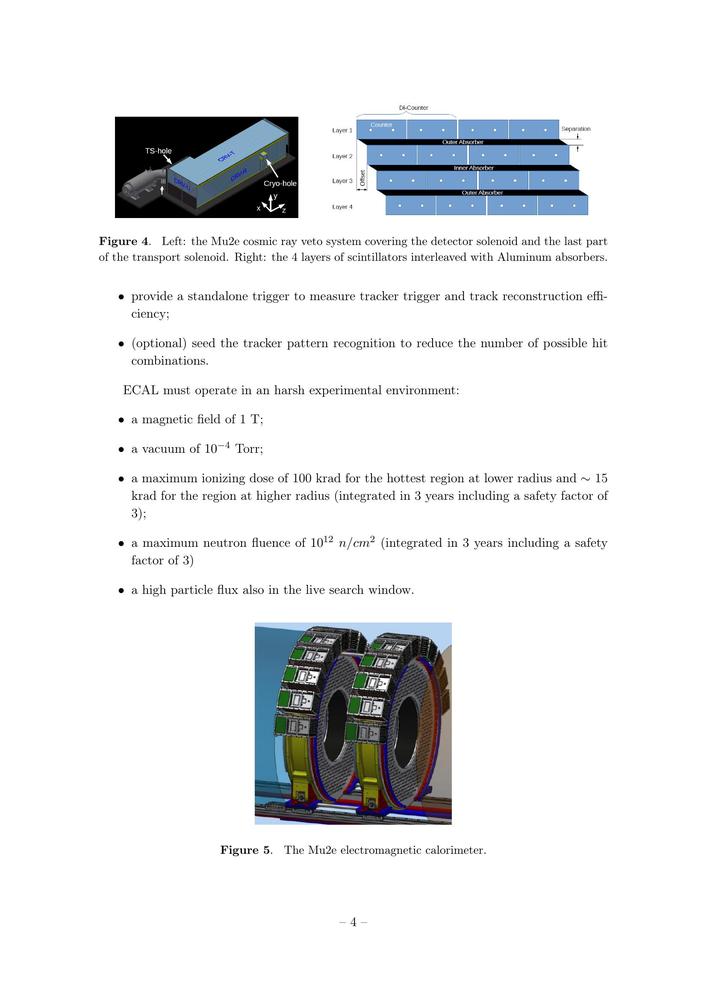 TS-hole
CRV-T
CRV-R
Cryo-hole
y
x
z
Di-Counter
Layer 1
Counter
Separation
Outer Absorber
Layer 2
Inner Absorber
Layer 3
Offset
Outer Absorber
Layer 4
Figure 4. Left: the Mu2e cosmic ray veto system covering the detector solenoid and the last part
of the transport solenoid. Right: the 4 layers of scintillators interleaved with Aluminum absorbers.
• provide a standalone trigger to measure tracker trigger and track reconstruction effi-
ciency;
• (optional) seed the tracker pattern recognition to reduce the number of possible hit
combinations.
ECAL must operate in an harsh experimental environment:
• a magnetic field of 1 T;
• a vacuum of 10⁻⁴ Torr;
• a maximum ionizing dose of 100 krad for the hottest region at lower radius and ∼ 15
krad for the region at higher radius (integrated in 3 years including a safety factor of
3);
• a maximum neutron fluence of 10¹² n/cm² (integrated in 3 years including a safety
factor of 3)
• a high particle flux also in the live search window.
Figure 5. The Mu2e electromagnetic calorimeter.
– 4 –